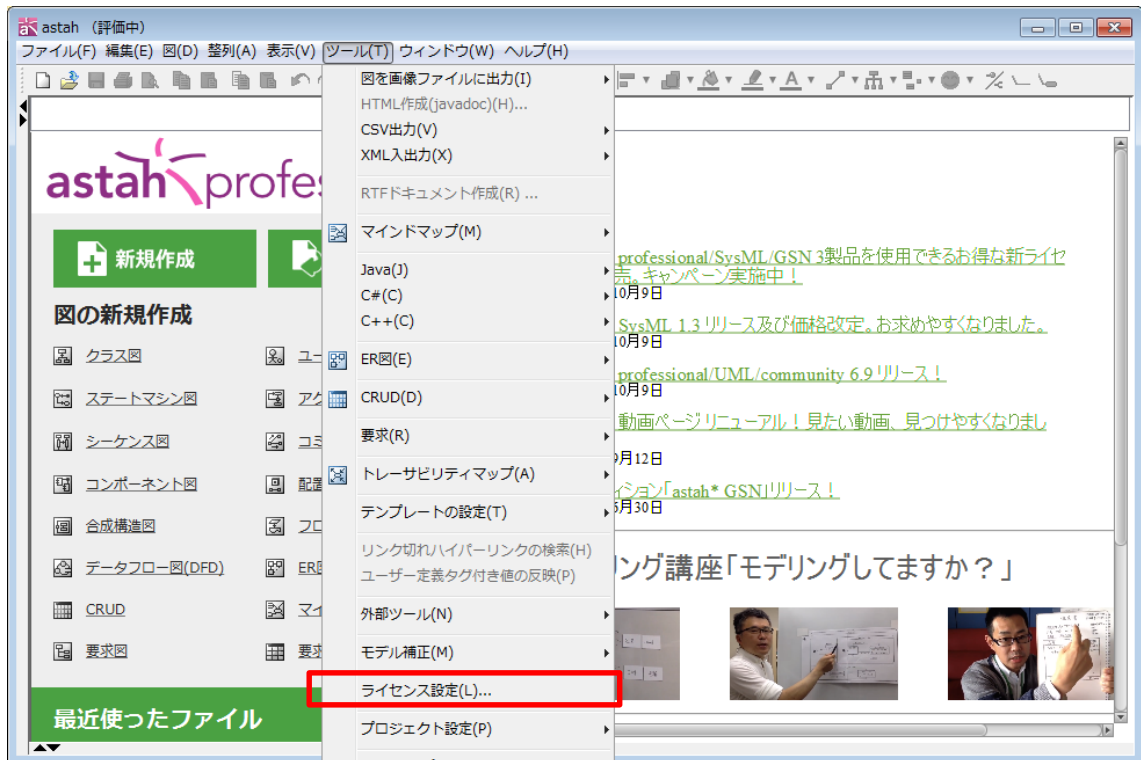 astah （評価中）
ファイル(F) 編集(E) 図(D) 整列(A) 表示(V) ツール(T) ウィンドウ(W) ヘルプ(H)
図を画像ファイルに出力(I)
HTML作成(javadoc)(H)...
CSV出力(V)
XML入出力(X)
RTFドキュメント作成(R) ...
マインドマップ(M)
Java(J)
C#(C)
C++(C)
ER図(E)
CRUD(D)
要求(R)
トレーサビリティマップ(A)
テンプレートの設定(T)
リンク切れハイパーリンクの検索(H)
ユーザー定義タグ付き値の反映(P)
外部ツール(N)
モデル補正(M)
ライセンス設定(L)...
プロジェクト設定(P)
astah profes
新規作成
図の新規作成
クラス図
ユー
ステートマシン図
アク
シーケンス図
コミ
コンポーネント図
配置
合成構造図
フロ
データフロー図(DFD)
ER図
CRUD
マイ
要求図
要求
最近使ったファイル
professional/SysML/GSN 3製品を使用できるお得な新ライセ
売。キャンペーン実施中！
10月9日
SysML 1.3 リリース及び価格改定。お求めやすくなりました。
10月9日
professional/UML/community 6.9 リリース！
10月9日
動画ページ リニューアル！見たい動画、見つけやすくなりまし
9月12日
ィション「astah* GSN」リリース！
5月30日
リング講座「モデリングしてますか？」